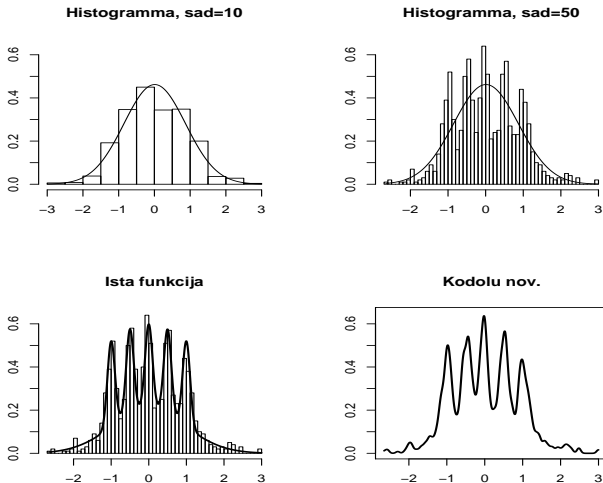 Histogramma, sad=10
0.0 0.2 0.4 0.6
−3 −2 −1 0 1 2 3
Histogramma, sad=50
0.0 0.2 0.4 0.6
−2 −1 0 1 2 3
Ista funkcija
0.0 0.2 0.4 0.6
−2 −1 0 1 2 3
Kodolu nov.
0.0 0.2 0.4 0.6
−2 −1 0 1 2 3